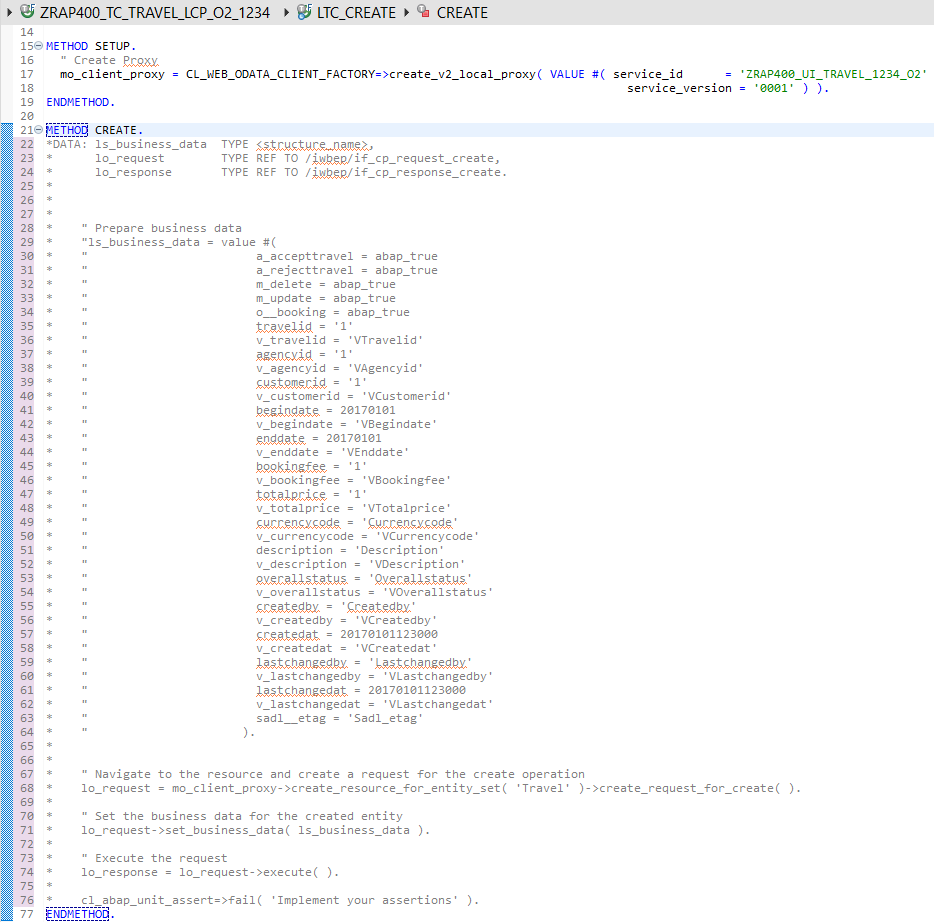 ZRAP400_TC_TRAVEL_LCP_O2_1234 LTC_CREATE CREATE
14
15 METHOD SETUP.
16 " Create Proxy
17 mo_client_proxy = CL_WEB_ODATA_CLIENT_FACTORY=>create_v2_local_proxy( VALUE #( service_id = 'ZRAP400_UI_TRAVEL_1234_O2'
18 service_version = '0001' ) ).
19 ENDMETHOD.
20
21 METHOD CREATE.
22 *DATA: ls_business_data TYPE <structure_name>,
23 * lo_request TYPE REF TO /iwbep/if_cp_request_create,
24 * lo_response TYPE REF TO /iwbep/if_cp_response_create.
25 *
26 *
27 *
28 * " Prepare business data
29 * "ls_business_data = value #(
30 * " a_accepttravel = abap_true
31 * " a_rejecttravel = abap_true
32 * " m_delete = abap_true
33 * " m_update = abap_true
34 * " o__booking = abap_true
35 * " travelid = '1'
36 * " v_travelid = 'VTravelid'
37 * " agencyid = '1'
38 * " v_agencyid = 'VAgencyid'
39 * " customerid = '1'
40 * " v_customerid = 'VCustomerid'
41 * " begindate = 20170101
42 * " v_begindate = 'VBegindate'
43 * " enddate = 20170101
44 * " v_enddate = 'VEnddate'
45 * " bookingfee = '1'
46 * " v_bookingfee = 'VBookingfee'
47 * " totalprice = '1'
48 * " v_totalprice = 'VTotalprice'
49 * " currencycode = 'Currencycode'
50 * " v_currencycode = 'VCurrencycode'
51 * " description = 'Description'
52 * " v_description = 'VDescription'
53 * " overallstatus = 'Overallstatus'
54 * " v_overallstatus = 'VOverallstatus'
55 * " createdby = 'Createdby'
56 * " v_createdby = 'VCreatedby'
57 * " createdat = 20170101123000
58 * " v_createdat = 'VCreatedat'
59 * " lastchangedby = 'Lastchangedby'
60 * " v_lastchangedby = 'VLastchangedby'
61 * " lastchangedat = 20170101123000
62 * " v_lastchangedat = 'VLastchangedat'
63 * " sadl__etag = 'Sadl_etag'
64 * " ).
65 *
66 *
67 * " Navigate to the resource and create a request for the create operation
68 * lo_request = mo_client_proxy->create_resource_for_entity_set( 'Travel' )->create_request_for_create( ).
69 *
70 * " Set the business data for the created entity
71 * lo_request->set_business_data( ls_business_data ).
72 *
73 * " Execute the request
74 * lo_response = lo_request->execute( ).
75 *
76 * cl_abap_unit_assert=>fail( 'Implement your assertions' ).
77 ENDMETHOD.